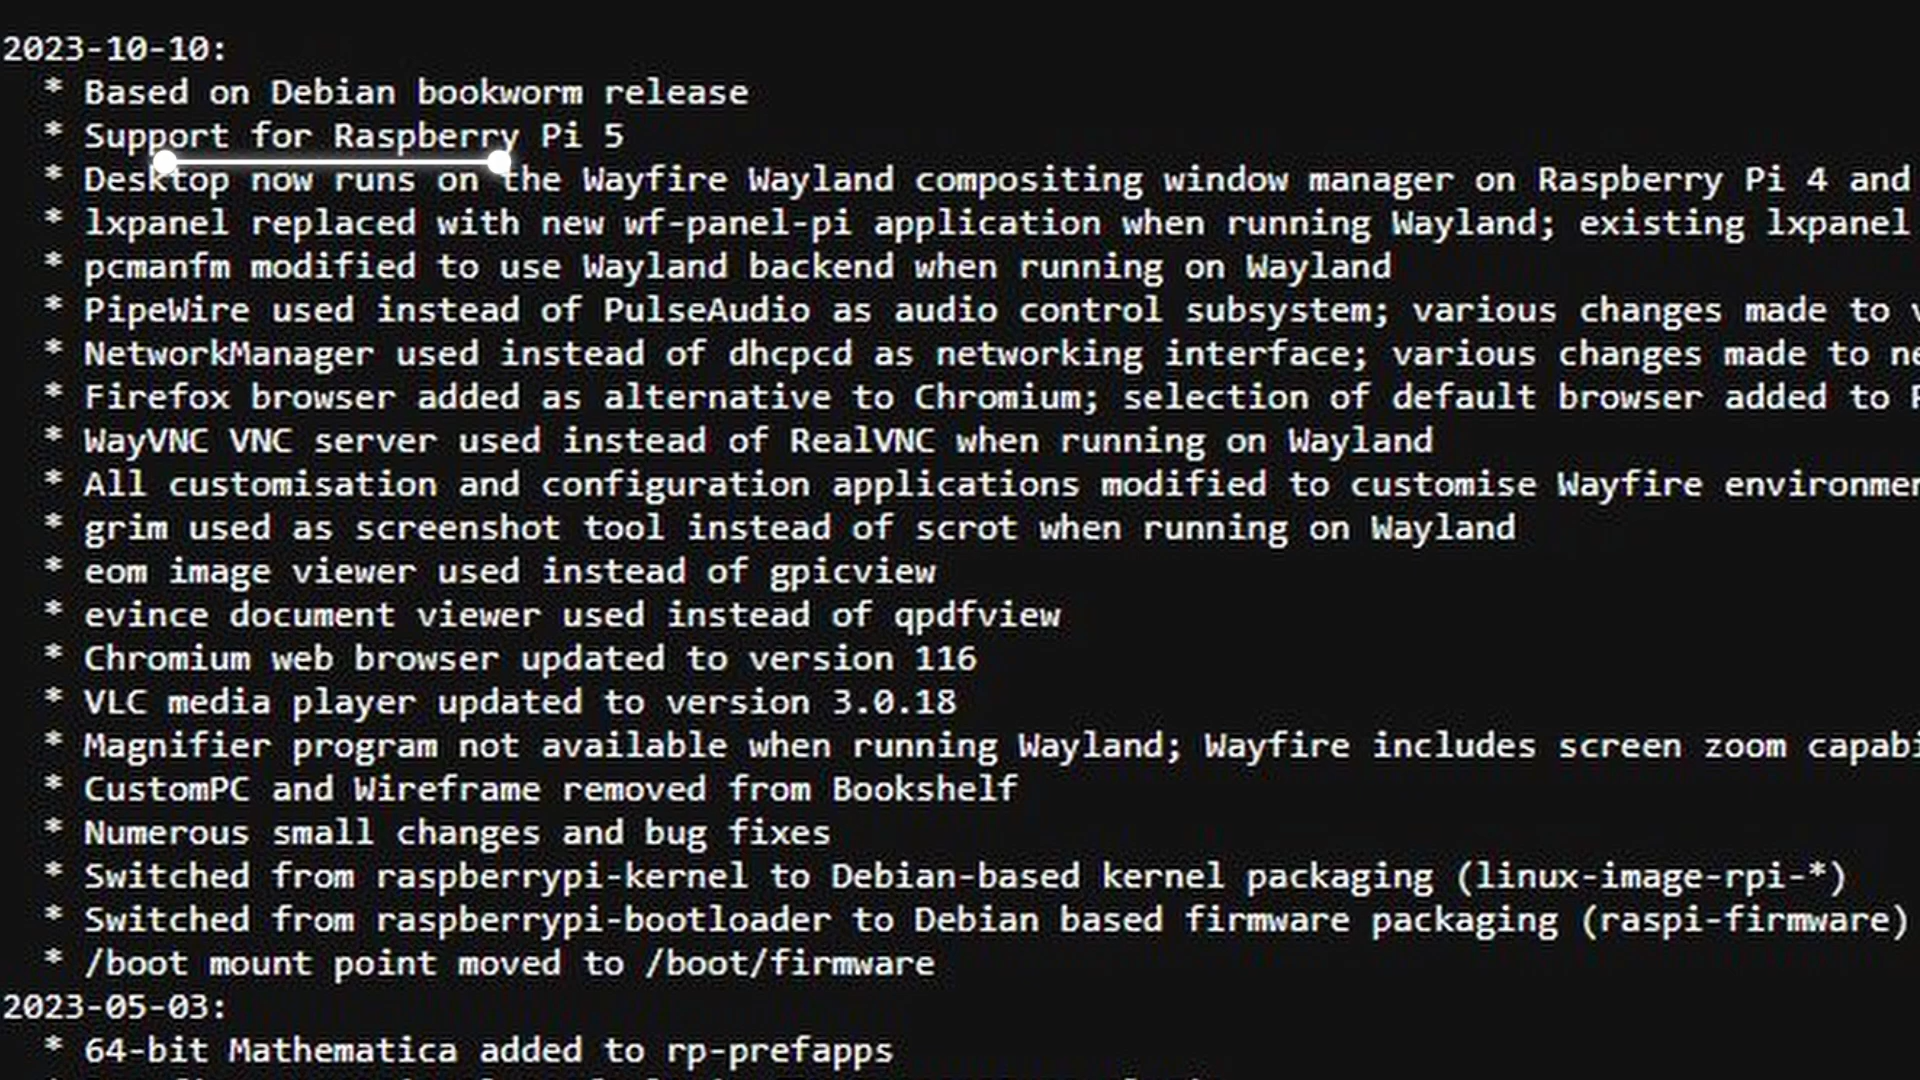 2023-10-10:
* Based on Debian bookworm release
* Support for Raspberry Pi 5
* Desktop now runs on the Wayfire Wayland compositing window manager on Raspberry Pi 4 and
* lxpanel replaced with new wf-panel-pi application when running Wayland; existing lxpanel
* pcmanfm modified to use Wayland backend when running on Wayland
* PipeWire used instead of PulseAudio as audio control subsystem; various changes made to
* NetworkManager used instead of dhcpcd as networking interface; various changes made to
* Firefox browser added as alternative to Chromium; selection of default browser added to
* WayVNC VNC server used instead of RealVNC when running on Wayland
* All customisation and configuration applications modified to customise Wayfire
* grim used as screenshot tool instead of scrot when running on Wayland
* eom image viewer used instead of gpicview
* evince document viewer used instead of qpdfview
* Chromium web browser updated to version 116
* VLC media player updated to version 3.0.18
* Magnifier program not available when running Wayland; Wayfire includes screen zoom
* CustomPC and Wireframe removed from Bookshelf
* Numerous small changes and bug fixes
* Switched from raspberrypi-kernel to Debian-based kernel packaging (linux-image-rpi-*)
* Switched from raspberrypi-bootloader to Debian based firmware packaging (raspi-firmware)
* /boot mount point moved to /boot/firmware
2023-05-03:
* 64-bit Mathematica added to rp-prefapps